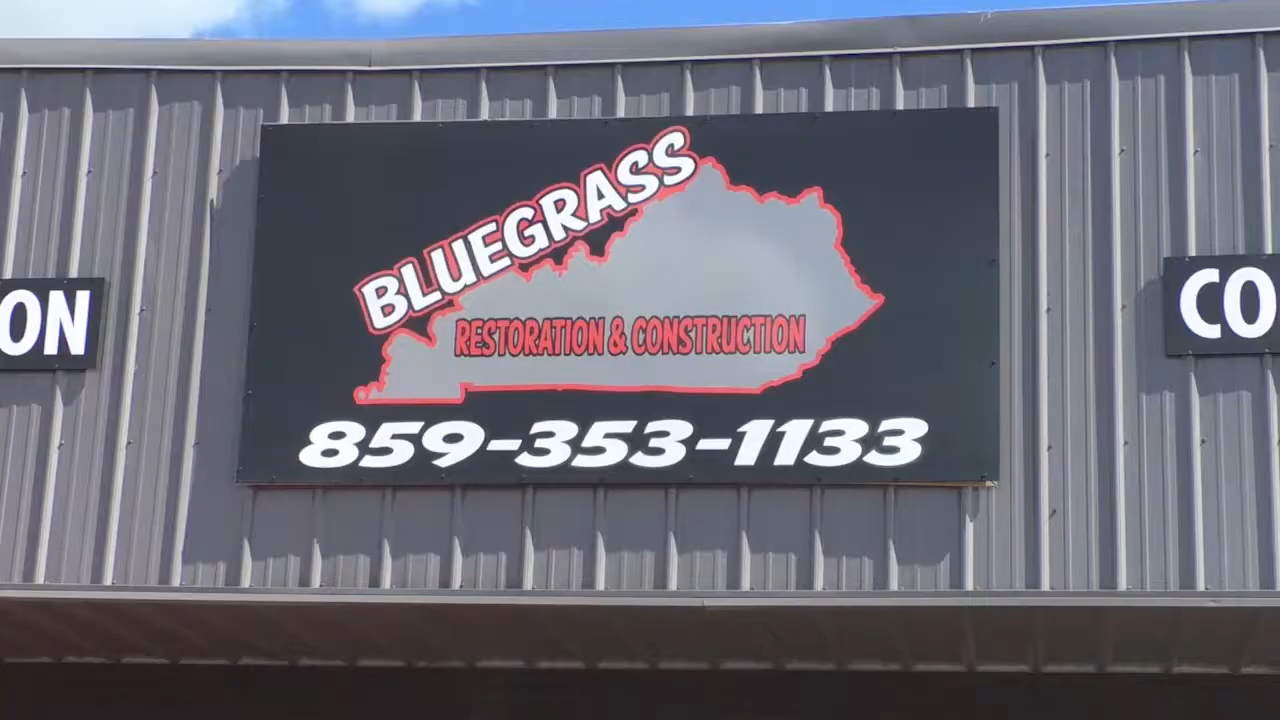 BLUEGRASS
RESTORATION & CONSTRUCTION
859-353-1133
ON
CO